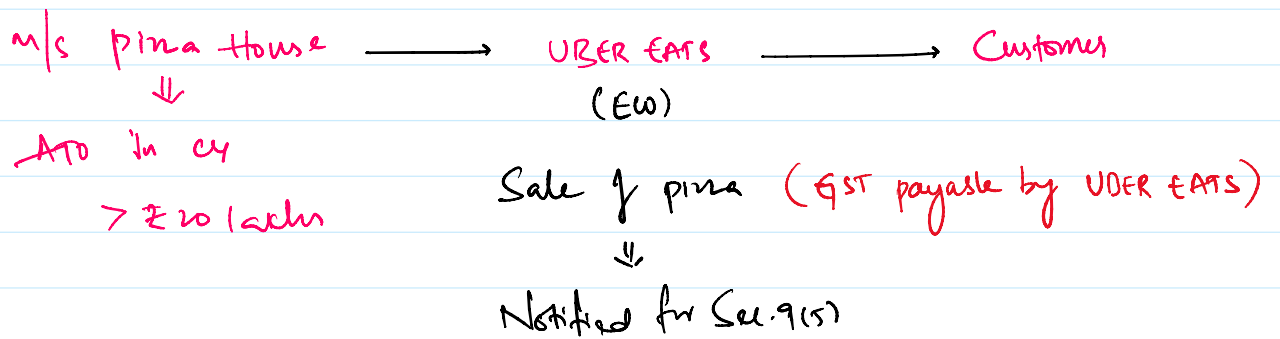 M/s Pizza House → UBER EATS → Customer
⇓ (ECO)
ATO in CY
Sale of pizza (GST payable by UBER EATS)
> ₹20 lakhs
⇓
Notified for Sec. 9(5)